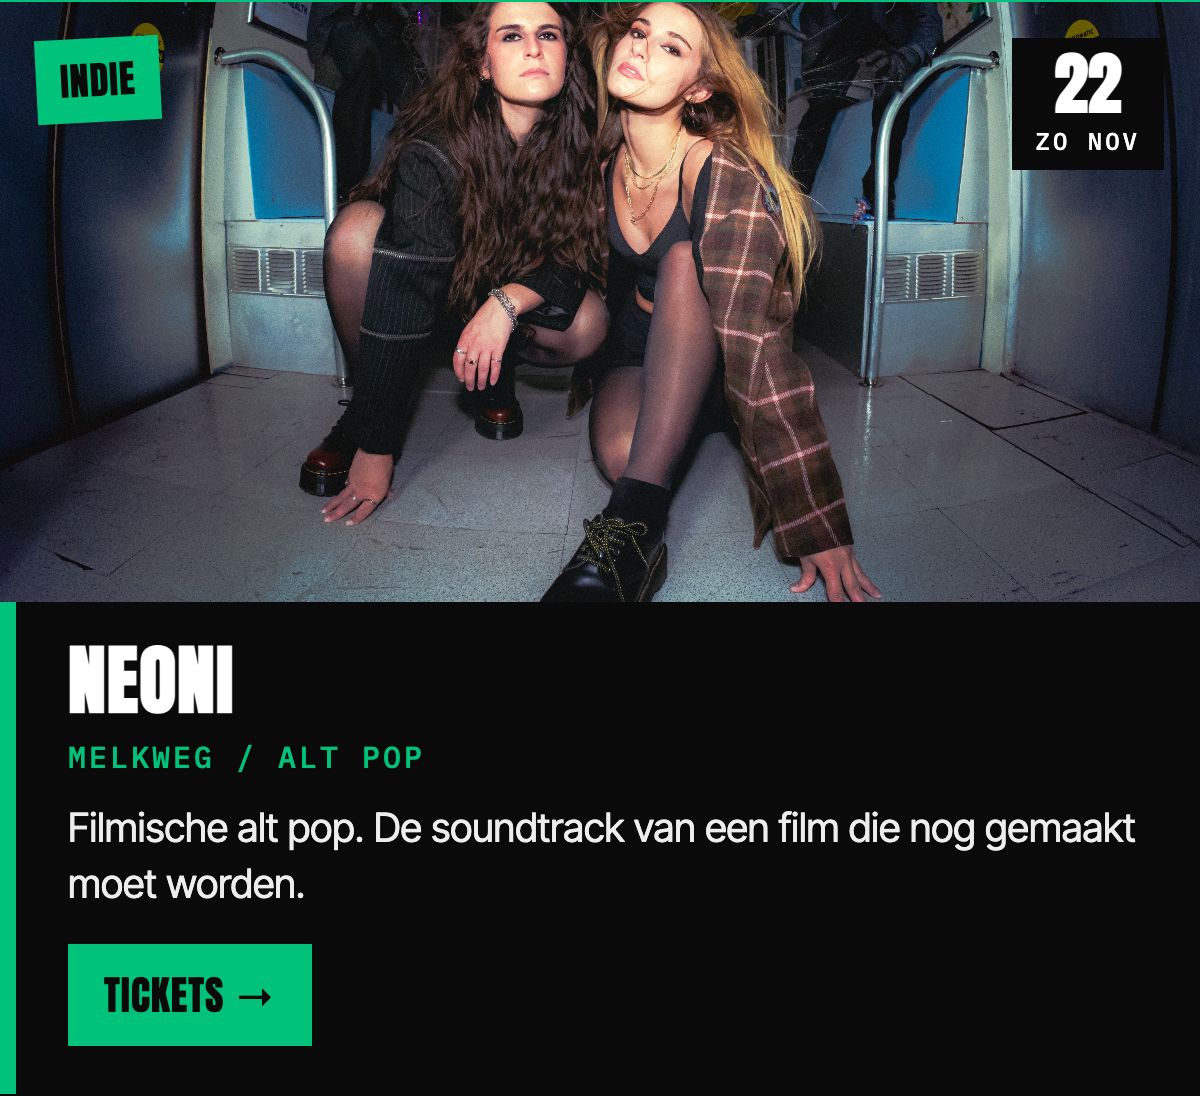 INDIE
22
ZO NOV
NEONI
MELKWEG / ALT POP
Filmische alt pop. De soundtrack van een film die nog gemaakt
moet worden.
TICKETS →